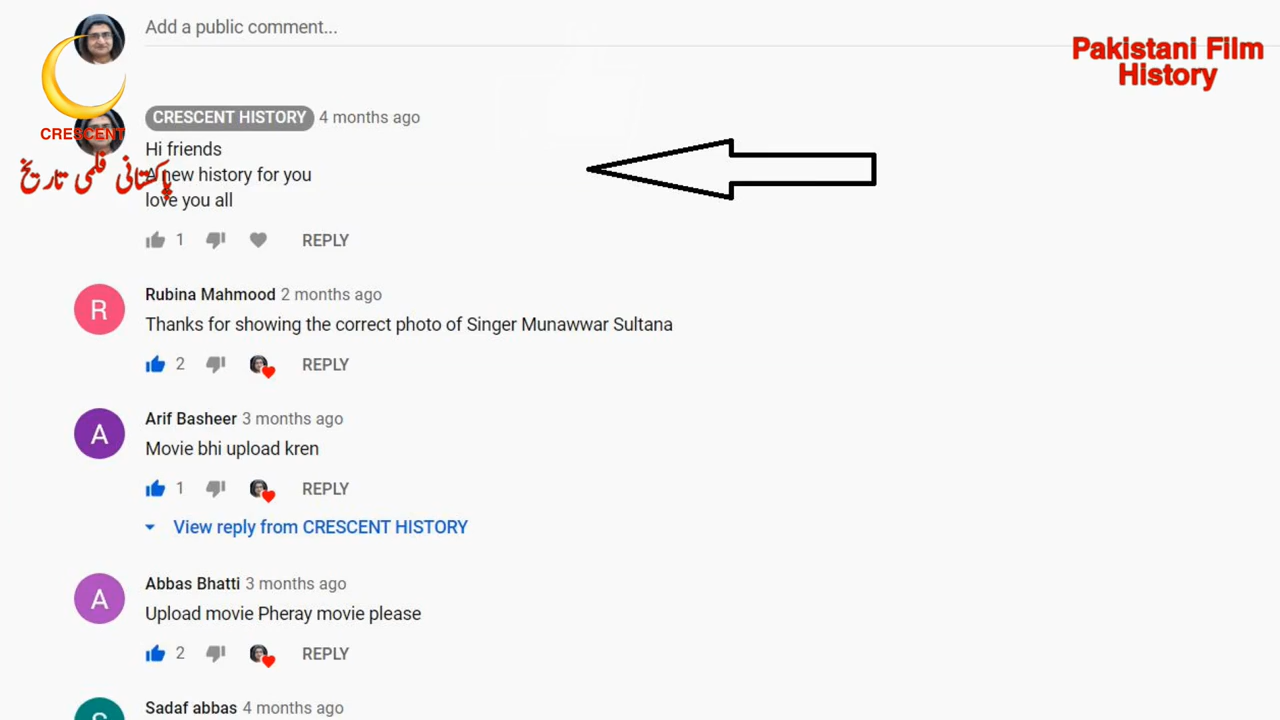 Add a public comment...
Pakistani Film
History
CRESCENT HISTORY 4 months ago
CRESCENT
Hi friends
A new history for you
پاکستانی فلمی تاریخ
love you all
1 REPLY
R
Rubina Mahmood 2 months ago
Thanks for showing the correct photo of Singer Munawwar Sultana
2 REPLY
A
Arif Basheer 3 months ago
Movie bhi upload kren
1 REPLY
View reply from CRESCENT HISTORY
A
Abbas Bhatti 3 months ago
Upload movie Pheray movie please
2 REPLY
S
Sadaf abbas 4 months ago